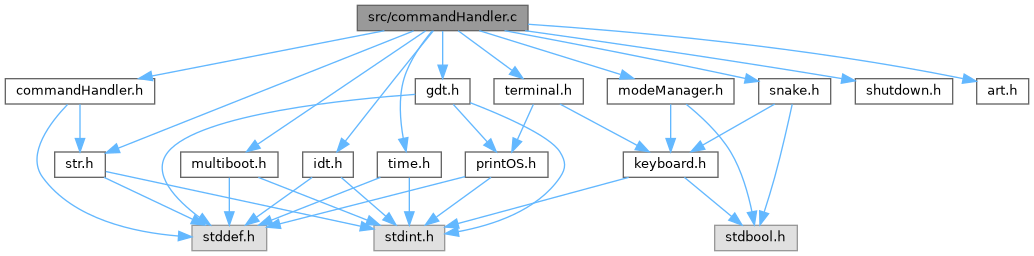 src/commandHandler.c
commandHandler.h
gdt.h
terminal.h
modeManager.h
snake.h
shutdown.h
art.h
str.h
multiboot.h
idt.h
time.h
printOS.h
keyboard.h
stddef.h
stdint.h
stdbool.h